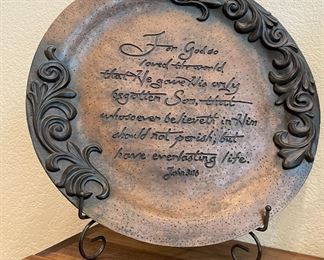 For God so
loved the world
that He gave His only
begotten Son, that
whosoever believeth in Him
should not perish, but
have everlasting life.
John 3:16